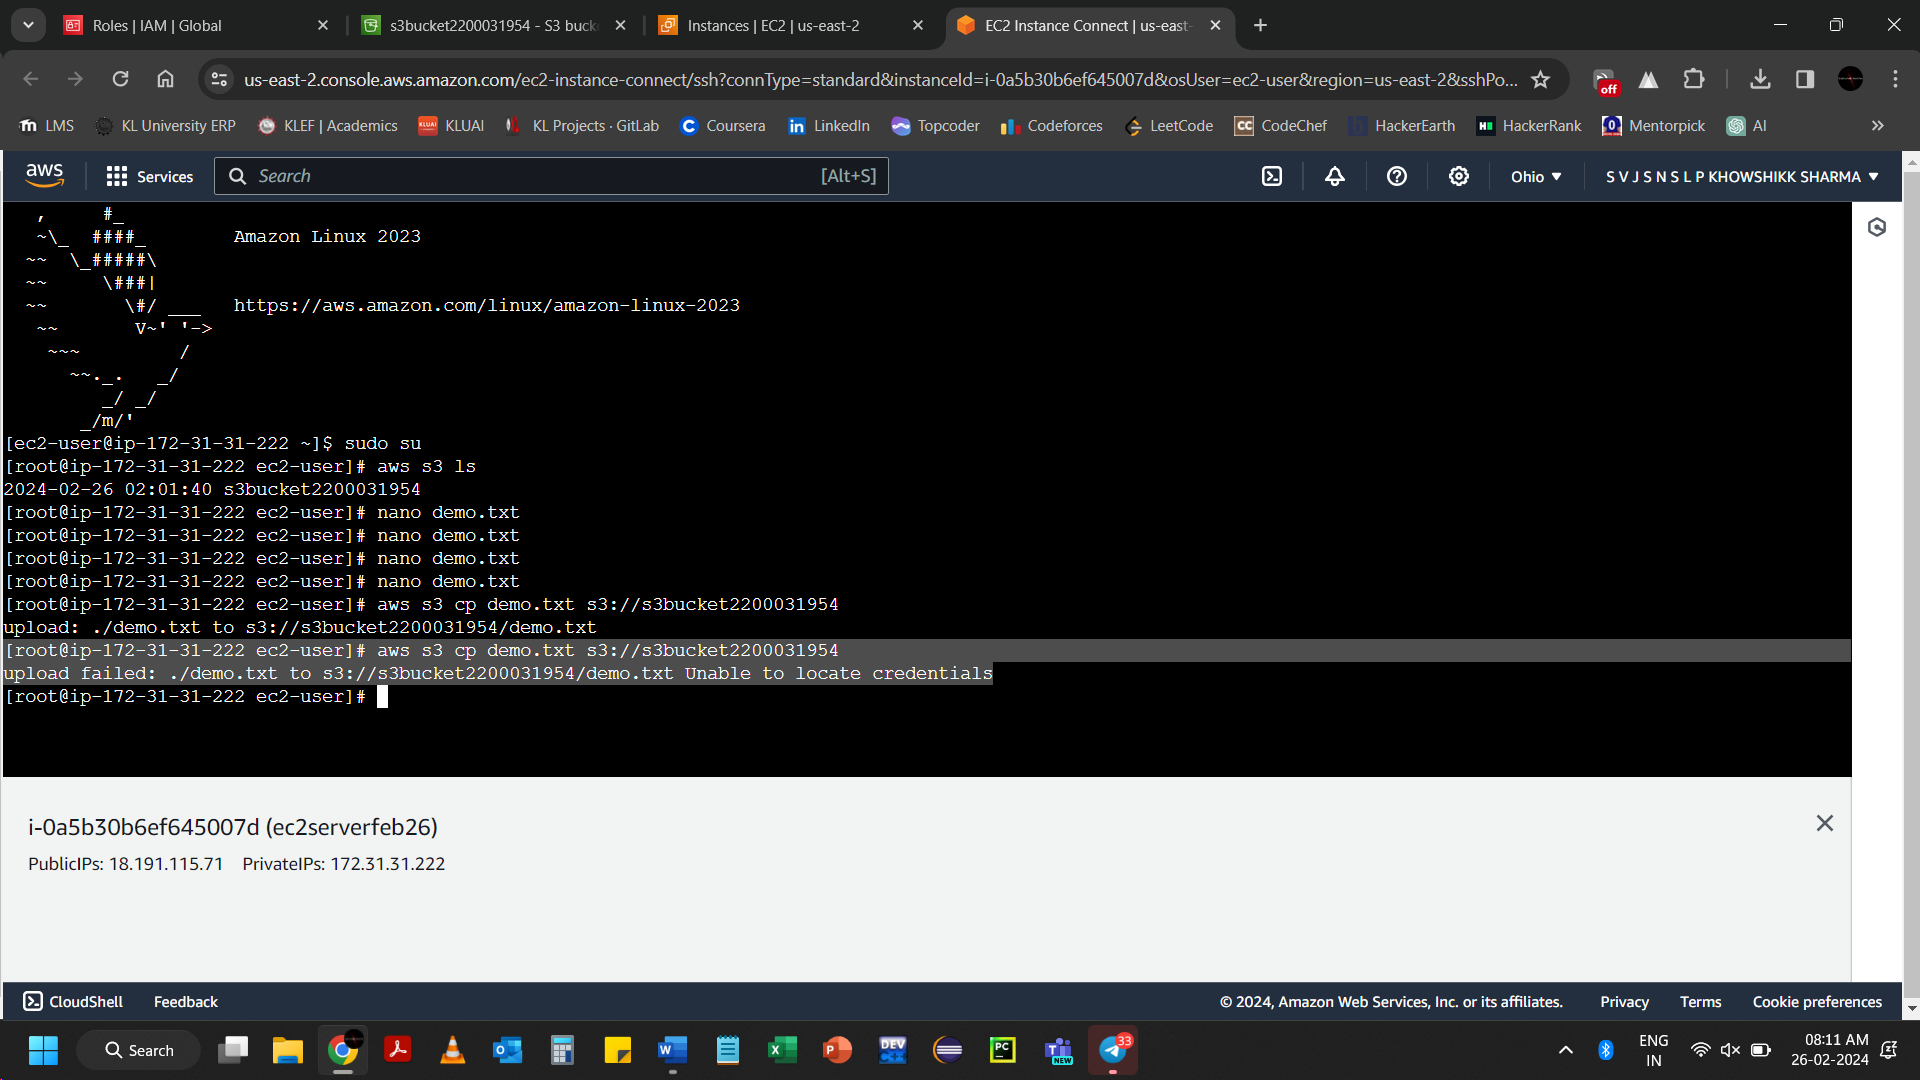 Roles | IAM | Global
s3bucket2200031954 - S3 buck
Instances | EC2 | us-east-2
EC2 Instance Connect | us-east-
us-east-2.console.aws.amazon.com/ec2-instance-connect/ssh?connType=standard&instanceId=i-0a5b30b6ef645007d&osUser=ec2-user&region=us-east-2&sshPo...
off
LMS
KL University ERP
KLEF | Academics
KLUAI
KLUAI
KL Projects · GitLab
Coursera
LinkedIn
Topcoder
Codeforces
LeetCode
CC CodeChef
HackerEarth
HackerRank
Mentorpick
AI
aws
Services
Search
[Alt+S]
Ohio ▼
S V J S N S L P KHOWSHIKK SHARMA ▼
   ,     #_
   ~\_  ####_        Amazon Linux 2023
  ~~  \_#####\
  ~~     \###|
  ~~       \#/ ___   https://aws.amazon.com/linux/amazon-linux-2023
   ~~       V~' '->
    ~~~         /
      ~~._.   _/
         _/ _/
       _/m/'
[ec2-user@ip-172-31-31-222 ~]$ sudo su
[root@ip-172-31-31-222 ec2-user]# aws s3 ls
2024-02-26 02:01:40 s3bucket2200031954
[root@ip-172-31-31-222 ec2-user]# nano demo.txt
[root@ip-172-31-31-222 ec2-user]# nano demo.txt
[root@ip-172-31-31-222 ec2-user]# nano demo.txt
[root@ip-172-31-31-222 ec2-user]# nano demo.txt
[root@ip-172-31-31-222 ec2-user]# aws s3 cp demo.txt s3://s3bucket2200031954
upload: ./demo.txt to s3://s3bucket2200031954/demo.txt
[root@ip-172-31-31-222 ec2-user]# aws s3 cp demo.txt s3://s3bucket2200031954
upload failed: ./demo.txt to s3://s3bucket2200031954/demo.txt Unable to locate credentials
[root@ip-172-31-31-222 ec2-user]#
i-0a5b30b6ef645007d (ec2serverfeb26)
PublicIPs: 18.191.115.71    PrivateIPs: 172.31.31.222
CloudShell
Feedback
© 2024, Amazon Web Services, Inc. or its affiliates.
Privacy
Terms
Cookie preferences
Search
DEV
PC
NEW
33
ENG
IN
08:11 AM
26-02-2024